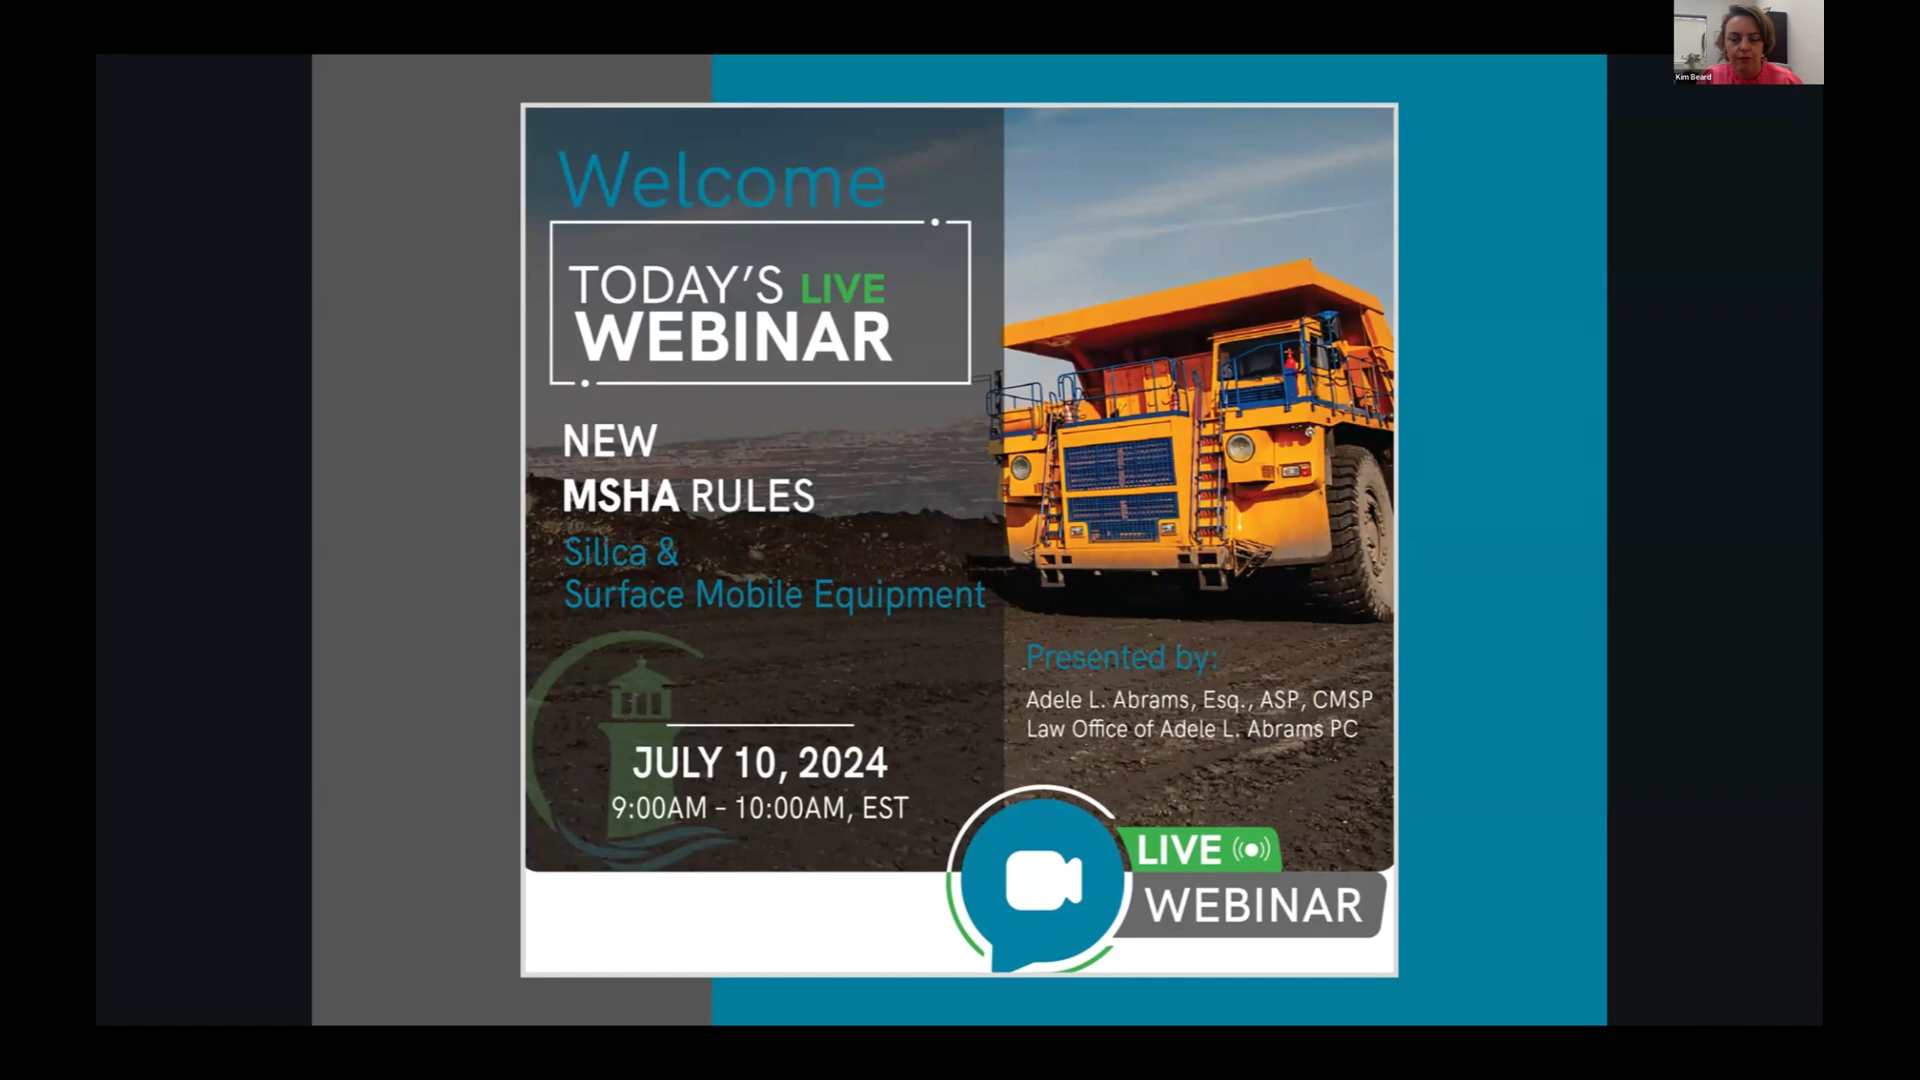 Kim Beard
Welcome
TODAY'S LIVE
WEBINAR
NEW
MSHA RULES
Silica &
Surface Mobile Equipment
JULY 10, 2024
9:00AM – 10:00AM, EST
Presented by:
Adele L. Abrams, Esq., ASP, CMSP
Law Office of Adele L. Abrams PC
LIVE
WEBINAR